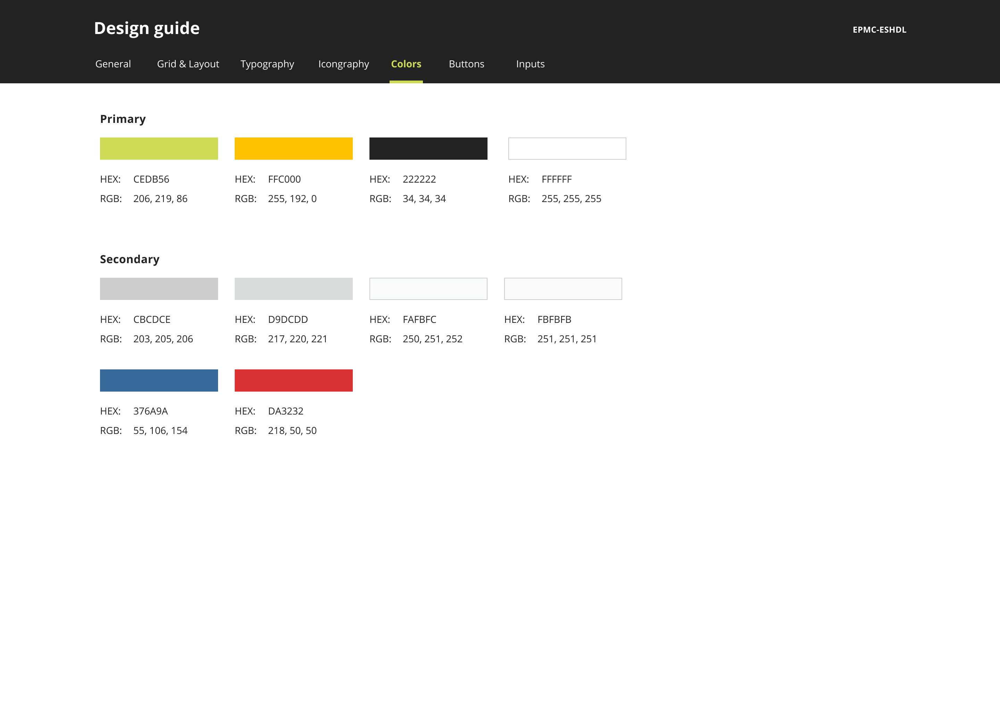 Design guide
EPMC-ESHDL
General Grid & Layout Typography Icongraphy Colors Buttons Inputs
Primary
HEX: CEDB56 HEX: FFC000 HEX: 222222 HEX: FFFFFF
RGB: 206, 219, 86 RGB: 255, 192, 0 RGB: 34, 34, 34 RGB: 255, 255, 255
Secondary
HEX: CBCDCE HEX: D9DCDD HEX: FAFBFC HEX: FBFBFB
RGB: 203, 205, 206 RGB: 217, 220, 221 RGB: 250, 251, 252 RGB: 251, 251, 251
HEX: 376A9A HEX: DA3232
RGB: 55, 106, 154 RGB: 218, 50, 50